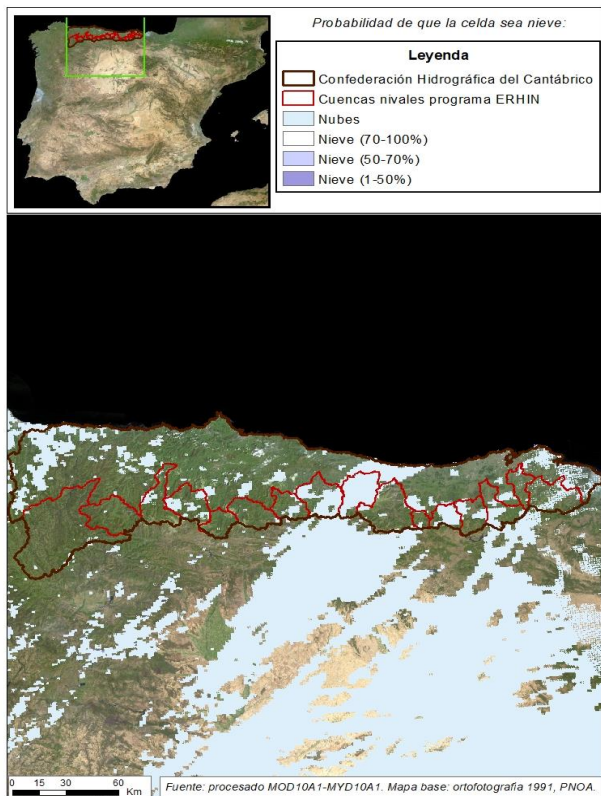 Probabilidad de que la celda sea nieve:
Leyenda
Confederación Hidrográfica del Cantábrico
Cuencas nivales programa ERHIN
Nubes
Nieve (70-100%)
Nieve (50-70%)
Nieve (1-50%)
0 15 30 60
Km
Fuente: procesado MOD10A1-MYD10A1. Mapa base: ortofotografía 1991, PNOA.